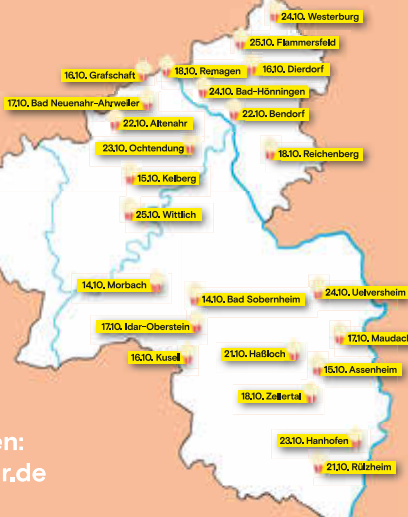 24.10. Westerburg
25.10. Flammersfeld
16.10. Grafschaft
18.10. Remagen
16.10. Dierdorf
24.10. Bad-Hönningen
17.10. Bad Neuenahr-Ahrweiler
22.10. Bendorf
22.10. Altenahr
23.10. Ochtendung
18.10. Reichenberg
15.10. Kelberg
25.10. Wittlich
14.10. Morbach
14.10. Bad Sobernheim
24.10. Uelversheim
17.10. Idar-Oberstein
17.10. Maudach
16.10. Kusel
21.10. Haßloch
15.10. Assenheim
18.10. Zellertal
23.10. Hanhofen
en:
21.10. Rülzheim
r.de